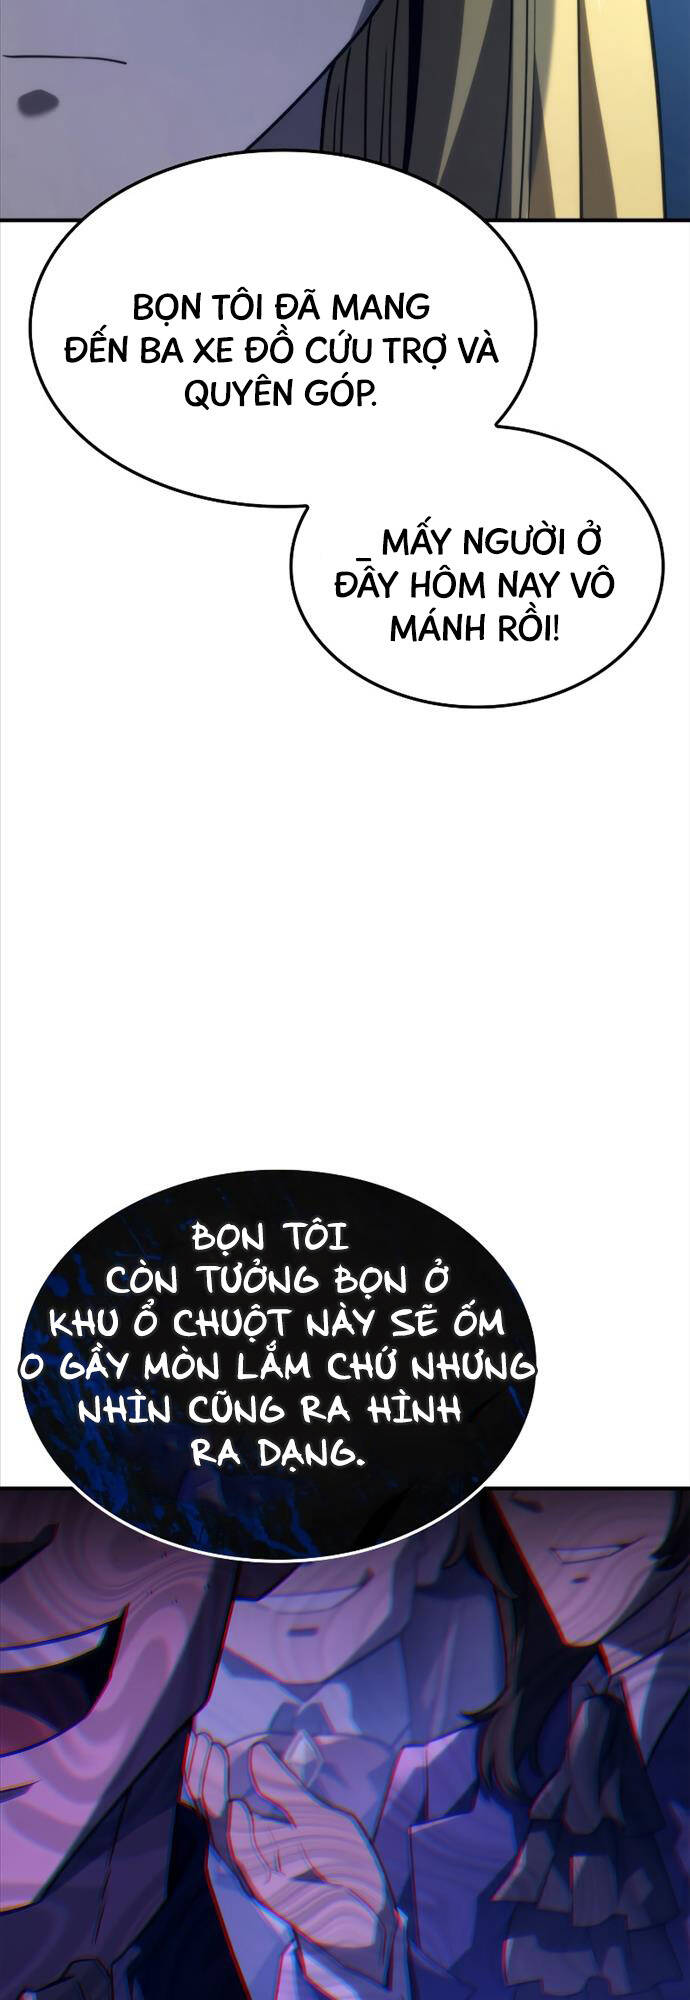 BỌN TÔI ĐÃ MANG
ĐẾN BA XE ĐỒ CỨU TRỢ VÀ
QUYÊN GÓP.
_ MẤY NGƯỜI Ở
ĐÂY HÔM NAY VÔ
MÁNH RỒI!
BỌN TÔI
CÒN TƯỞNG BỌN Ở
KHU Ổ CHUỘT NÀY SẼ ỐM
O GẦY MÒN LẮM CHỨ NHƯNG
NHÌN CŨNG RA HÌNH
RA DẠNG.